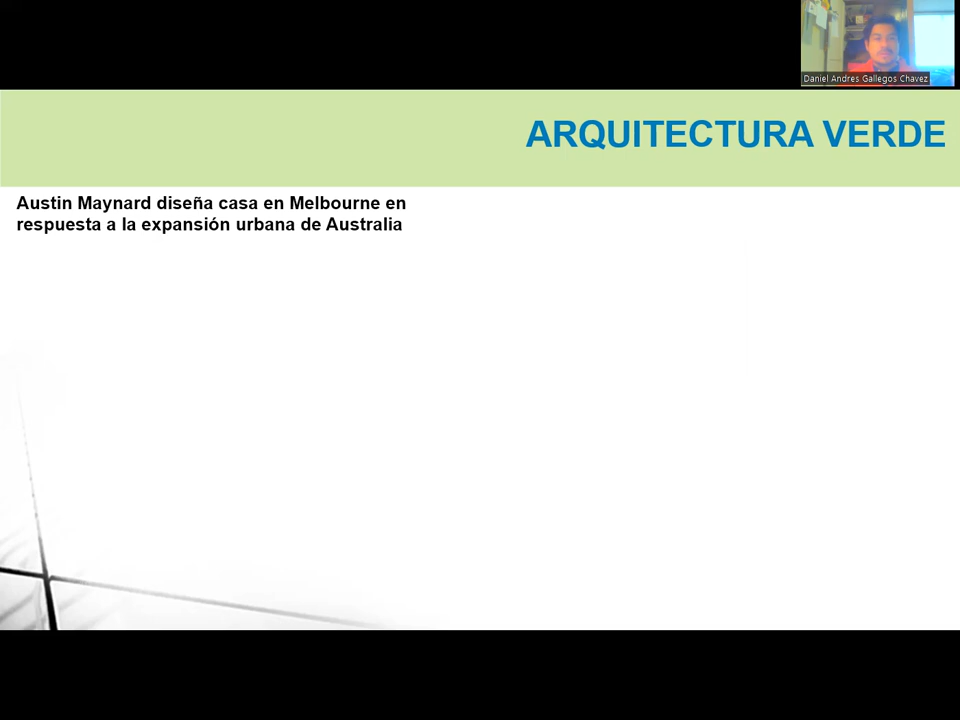 Daniel Andres Gallegos Chavez
ARQUITECTURA VERDE
Austin Maynard diseña casa en Melbourne en
respuesta a la expansión urbana de Australia